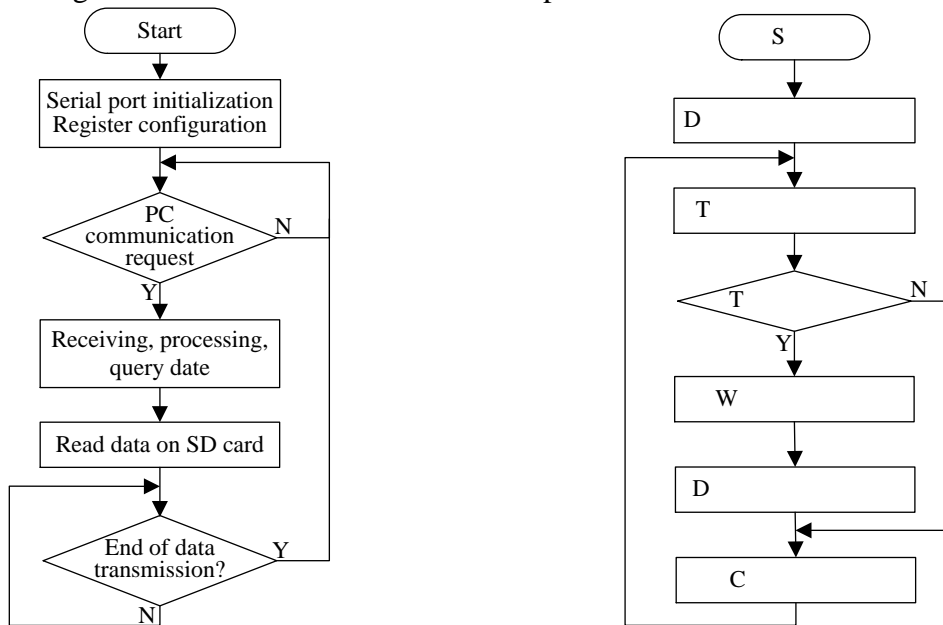 Start
Serial port initialization
Register configuration
PC
communication
request
N
Y
Receiving, processing,
query date
Read data on SD card
End of data
transmission?
Y
N
S
D
T
T
N
Y
W
D
C